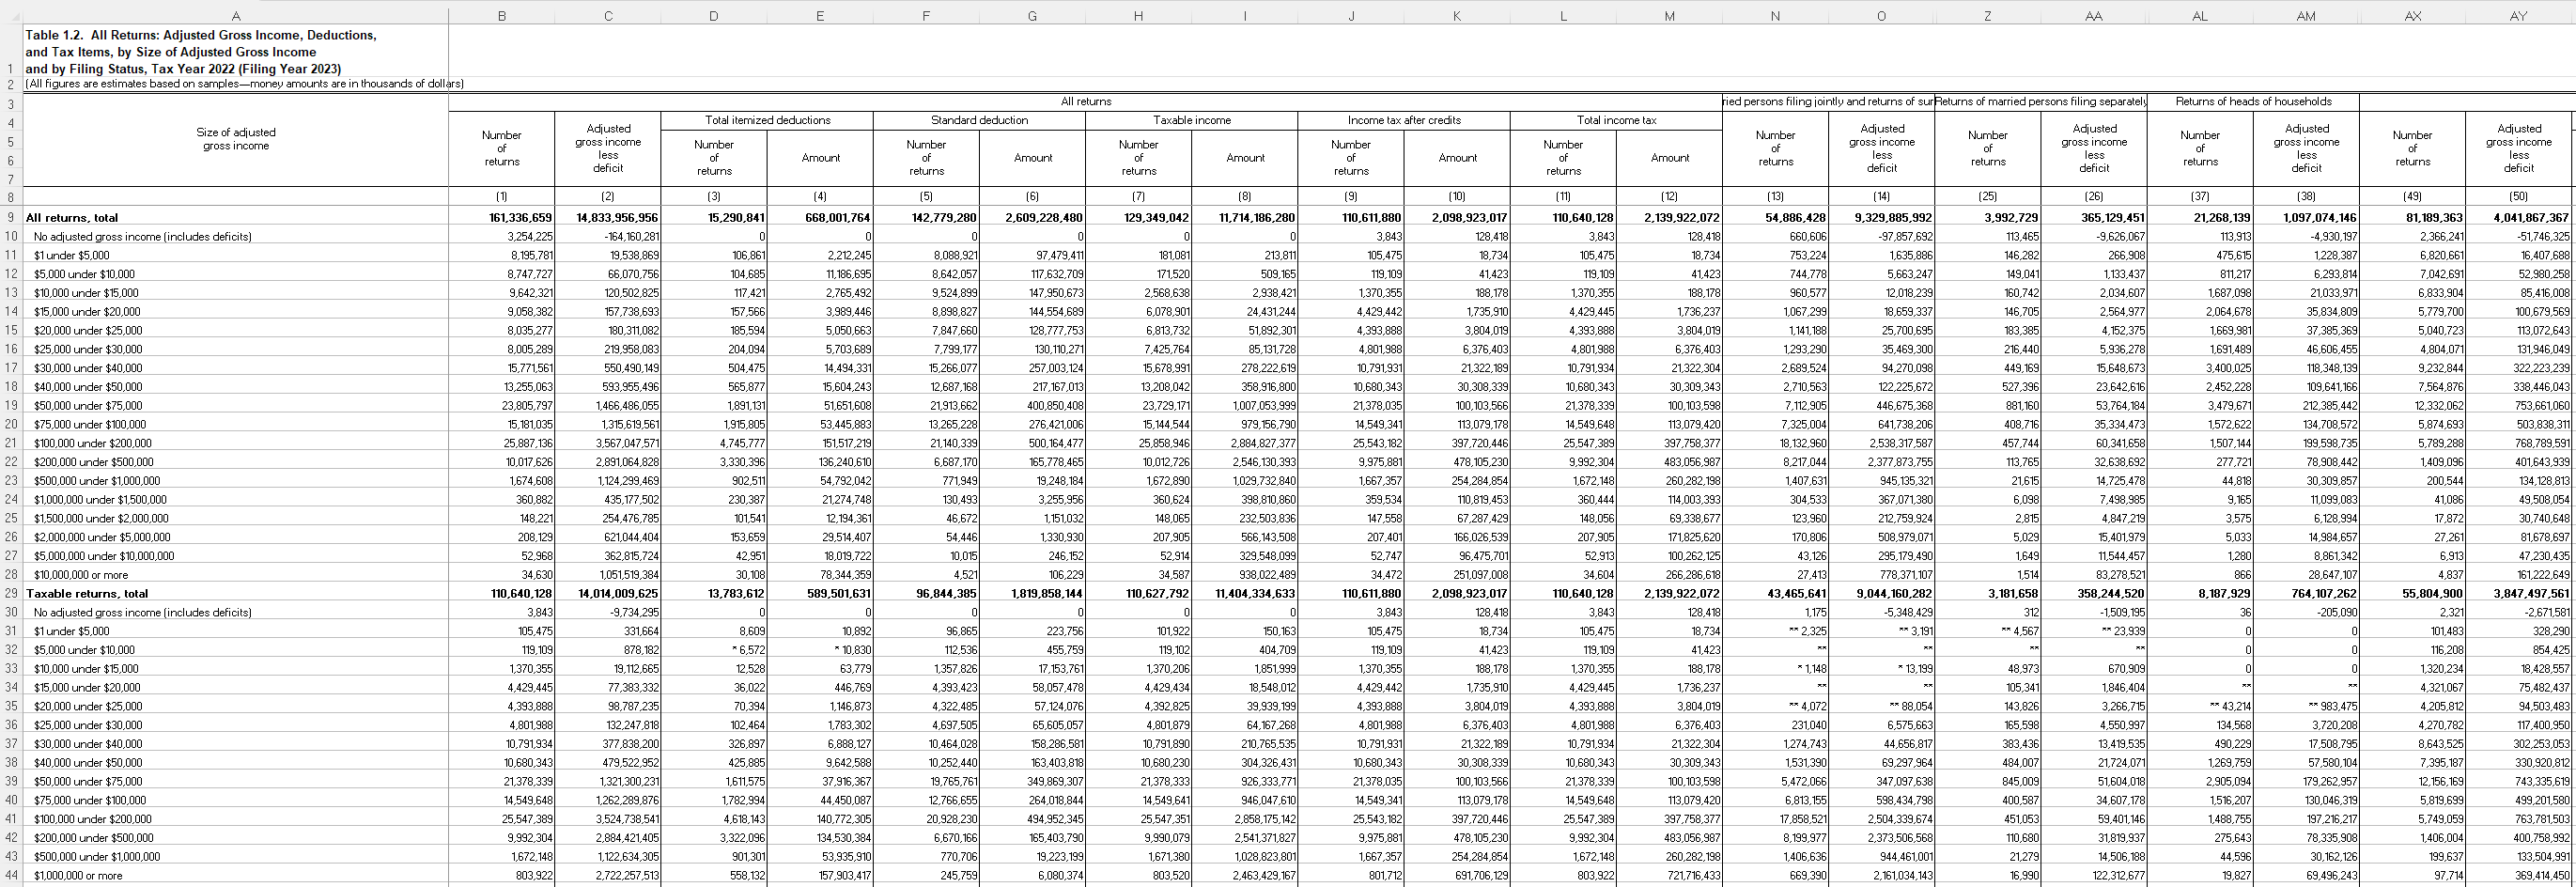 A B C D E F G H I J K L M N O Z AA AL AM AX AY
Table 1.2. All Returns: Adjusted Gross Income, Deductions,
and Tax Items, by Size of Adjusted Gross Income
1 and by Filing Status, Tax Year 2022 (Filing Year 2023)
2 (All figures are estimates based on samples—money amounts are in thousands of dollars)
3 All returns ried persons filing jointly and returns of sur Returns of married persons filing separately Returns of heads of households
4 Total itemized deductions Standard deduction Taxable income Income tax after credits Total income tax
5
6
7
Size of adjusted
gross income
Number
of
returns
Adjusted
gross income
less
deficit
Number
of
returns
Amount
Number
of
returns
Amount
Number
of
returns
Amount
Number
of
returns
Amount
Number
of
returns
Amount
Number
of
returns
Adjusted
gross income
less
deficit
Number
of
returns
Adjusted
gross income
less
deficit
Number
of
returns
Adjusted
gross income
less
deficit
Number
of
returns
Adjusted
gross income
less
deficit
8 (1) (2) (3) (4) (5) (6) (7) (8) (9) (10) (11) (12) (13) (14) (25) (26) (37) (38) (49) (50)
9 All returns, total 161,336,659 14,833,956,956 15,290,841 668,001,764 142,779,280 2,609,228,480 129,349,042 11,714,186,280 110,611,880 2,098,923,017 110,640,128 2,139,922,072 54,886,428 9,329,885,992 3,992,729 365,129,451 21,268,139 1,097,074,146 81,189,363 4,041,867,367
10 No adjusted gross income (includes deficits) 3,254,225 -164,160,281 0 0 0 0 0 0 3,843 128,418 3,843 128,418 660,606 -97,857,692 113,465 -9,626,067 113,913 -4,930,197 2,366,241 -51,746,325
11 $1 under $5,000 8,195,781 19,538,869 106,861 2,212,245 8,088,921 97,479,411 181,081 213,811 105,475 18,734 105,475 18,734 753,224 1,635,886 146,282 266,908 475,615 1,228,387 6,820,661 16,407,688
12 $5,000 under $10,000 8,747,727 66,070,756 104,685 11,186,695 8,642,057 117,632,709 171,520 509,165 119,109 41,423 119,109 41,423 744,778 5,663,247 149,041 1,133,437 811,217 6,293,814 7,042,691 52,980,258
13 $10,000 under $15,000 9,642,321 120,502,825 117,421 2,765,492 9,524,899 147,950,673 2,568,638 2,938,421 1,370,355 188,178 1,370,355 188,178 960,577 12,018,239 160,742 2,034,607 1,687,098 21,033,971 6,833,904 85,416,008
14 $15,000 under $20,000 9,058,382 157,738,693 157,566 3,989,446 8,898,827 144,554,689 6,078,901 24,431,244 4,429,442 1,735,910 4,429,445 1,736,237 1,067,299 18,659,337 146,705 2,564,977 2,064,678 35,834,809 5,779,700 100,679,569
15 $20,000 under $25,000 8,035,277 180,311,082 185,594 5,050,663 7,847,660 128,777,753 6,813,732 51,892,301 4,393,888 3,804,019 4,393,888 3,804,019 1,141,188 25,700,695 183,385 4,152,375 1,669,981 37,385,369 5,040,723 113,072,643
16 $25,000 under $30,000 8,005,289 219,958,083 204,094 5,703,689 7,799,177 130,110,271 7,425,764 85,131,728 4,801,988 6,376,403 4,801,988 6,376,403 1,293,290 35,469,300 216,440 5,936,278 1,691,489 46,606,455 4,804,071 131,946,049
17 $30,000 under $40,000 15,771,561 550,490,149 504,475 14,494,331 15,266,077 257,003,124 15,678,991 278,222,619 10,791,931 21,322,189 10,791,934 21,322,304 2,689,524 94,270,098 449,169 15,648,673 3,400,025 118,348,139 9,232,844 322,223,239
18 $40,000 under $50,000 13,255,063 593,955,496 565,877 15,604,243 12,687,168 217,167,013 13,208,042 358,916,800 10,680,343 30,308,339 10,680,343 30,309,343 2,710,563 122,225,672 527,396 23,642,616 2,452,228 109,641,166 7,564,876 338,446,043
19 $50,000 under $75,000 23,805,797 1,466,486,055 1,891,131 51,651,608 21,913,662 400,850,408 23,729,171 1,007,053,999 21,378,035 100,103,566 21,378,339 100,103,598 7,112,905 446,675,368 881,160 53,764,184 3,479,671 212,385,442 12,332,062 753,661,060
20 $75,000 under $100,000 15,181,035 1,315,619,561 1,915,805 53,445,883 13,265,228 276,421,006 15,144,544 979,156,790 14,549,341 113,079,178 14,549,648 113,079,420 7,325,004 641,738,206 408,716 35,334,473 1,572,622 134,708,572 5,874,693 503,838,311
21 $100,000 under $200,000 25,887,136 3,567,047,571 4,745,777 151,517,219 21,140,339 500,164,477 25,858,946 2,884,827,377 25,543,182 397,720,446 25,547,389 397,758,377 18,132,960 2,538,317,587 457,744 60,341,658 1,507,144 199,598,735 5,789,288 768,789,591
22 $200,000 under $500,000 10,017,626 2,891,064,828 3,330,396 136,240,610 6,687,170 165,778,465 10,012,726 2,546,130,393 9,975,881 478,105,230 9,992,304 483,056,987 8,217,044 2,377,873,755 113,765 32,638,692 277,721 78,908,442 1,409,096 401,643,939
23 $500,000 under $1,000,000 1,674,608 1,124,299,469 902,511 54,792,042 771,949 19,248,184 1,672,890 1,029,732,840 1,667,357 254,284,854 1,672,148 260,282,198 1,407,631 945,135,321 21,615 14,725,478 44,818 30,309,857 200,544 134,128,813
24 $1,000,000 under $1,500,000 360,882 435,177,502 230,387 21,274,748 130,493 3,255,956 360,624 398,810,860 359,534 110,819,453 360,444 114,003,393 304,533 367,071,380 6,098 7,498,985 9,165 11,099,083 41,086 49,508,054
25 $1,500,000 under $2,000,000 148,221 254,476,785 101,541 12,194,361 46,672 1,151,032 148,065 232,503,836 147,558 67,287,429 148,056 69,338,677 123,960 212,759,924 2,815 4,847,219 3,575 6,128,994 17,872 30,740,648
26 $2,000,000 under $5,000,000 208,129 621,044,404 153,659 29,514,407 54,446 1,330,930 207,905 566,143,508 207,401 166,026,539 207,905 171,825,620 170,806 508,979,071 5,029 15,401,979 5,033 14,984,657 27,261 81,678,697
27 $5,000,000 under $10,000,000 52,968 362,815,724 42,951 18,019,722 10,015 246,152 52,914 329,548,099 52,747 96,475,701 52,913 100,262,125 43,126 295,179,490 1,649 11,544,457 1,280 8,861,342 6,913 47,230,435
28 $10,000,000 or more 34,630 1,051,519,384 30,108 78,344,359 4,521 106,229 34,587 938,022,489 34,472 251,097,008 34,604 266,286,618 27,413 778,371,107 1,514 83,278,521 866 28,647,107 4,837 161,222,649
29 Taxable returns, total 110,640,128 14,014,009,625 13,783,612 589,501,631 96,844,385 1,819,858,144 110,627,792 11,404,334,633 110,611,880 2,098,923,017 110,640,128 2,139,922,072 43,465,641 9,044,160,282 3,181,658 358,244,520 8,187,929 764,107,262 55,804,900 3,847,497,561
30 No adjusted gross income (includes deficits) 3,843 -9,734,295 0 0 0 0 0 0 3,843 128,418 3,843 128,418 1,175 -5,348,429 312 -1,509,195 36 -205,090 2,321 -2,671,581
31 $1 under $5,000 105,475 331,664 8,609 10,892 96,865 223,756 101,922 150,163 105,475 18,734 105,475 18,734 ** 2,325 ** 3,191 ** 4,567 ** 23,939 0 0 101,483 328,290
32 $5,000 under $10,000 119,109 878,182 * 6,572 * 10,830 112,536 455,759 119,102 404,709 119,109 41,423 119,109 41,423 ** ** ** ** 0 0 116,208 854,425
33 $10,000 under $15,000 1,370,355 19,112,665 12,528 63,779 1,357,826 17,153,761 1,370,206 1,851,999 1,370,355 188,178 1,370,355 188,178 * 1,148 * 13,199 48,973 670,909 0 0 1,320,234 18,428,557
34 $15,000 under $20,000 4,429,445 77,383,332 36,022 446,769 4,393,423 58,057,478 4,429,434 18,548,012 4,429,442 1,735,910 4,429,445 1,736,237 ** ** 105,341 1,846,404 ** ** 4,321,067 75,482,437
35 $20,000 under $25,000 4,393,888 98,787,235 70,394 1,146,873 4,322,485 57,124,076 4,392,825 39,939,199 4,393,888 3,804,019 4,393,888 3,804,019 ** 4,072 ** 88,054 143,826 3,266,715 ** 43,214 ** 983,475 4,205,812 94,503,483
36 $25,000 under $30,000 4,801,988 132,247,818 102,464 1,783,302 4,697,505 65,605,057 4,801,879 64,167,268 4,801,988 6,376,403 4,801,988 6,376,403 231,040 6,575,663 165,598 4,550,997 134,568 3,720,208 4,270,782 117,400,950
37 $30,000 under $40,000 10,791,934 377,838,200 326,897 6,888,127 10,464,028 158,286,581 10,791,890 210,765,535 10,791,931 21,322,189 10,791,934 21,322,304 1,274,743 44,656,817 383,436 13,419,535 490,229 17,508,795 8,643,525 302,253,053
38 $40,000 under $50,000 10,680,343 479,522,952 425,885 9,642,588 10,252,440 163,403,818 10,680,230 304,326,431 10,680,343 30,308,339 10,680,343 30,309,343 1,531,390 69,297,964 484,007 21,724,071 1,269,759 57,580,104 7,395,187 330,920,812
39 $50,000 under $75,000 21,378,339 1,321,300,231 1,611,575 37,916,367 19,765,761 349,869,307 21,378,333 926,333,771 21,378,035 100,103,566 21,378,339 100,103,598 5,472,066 347,097,638 845,009 51,604,018 2,905,094 179,262,957 12,156,169 743,335,619
40 $75,000 under $100,000 14,549,648 1,262,289,876 1,782,994 44,450,087 12,766,655 264,018,844 14,549,641 946,047,610 14,549,341 113,079,178 14,549,648 113,079,420 6,813,155 598,434,798 400,587 34,607,178 1,516,207 130,046,319 5,819,699 499,201,580
41 $100,000 under $200,000 25,547,389 3,524,738,541 4,618,143 140,772,305 20,928,230 494,952,345 25,547,351 2,858,175,142 25,543,182 397,720,446 25,547,389 397,758,377 17,858,521 2,504,339,674 451,053 59,401,146 1,488,755 197,216,217 5,749,059 763,781,503
42 $200,000 under $500,000 9,992,304 2,884,421,405 3,322,096 134,530,384 6,670,166 165,403,790 9,990,079 2,541,371,827 9,975,881 478,105,230 9,992,304 483,056,987 8,199,977 2,373,506,568 110,680 31,819,937 275,643 78,335,908 1,406,004 400,758,992
43 $500,000 under $1,000,000 1,672,148 1,122,634,305 901,301 53,935,910 770,706 19,223,199 1,671,380 1,028,823,801 1,667,357 254,284,854 1,672,148 260,282,198 1,406,636 944,461,001 21,279 14,506,188 44,596 30,162,126 199,637 133,504,991
44 $1,000,000 or more 803,922 2,722,257,513 558,132 157,903,417 245,759 6,080,374 803,520 2,463,429,167 801,712 691,706,129 803,922 721,716,433 669,390 2,161,034,143 16,990 122,312,677 19,827 69,496,243 97,714 369,414,450